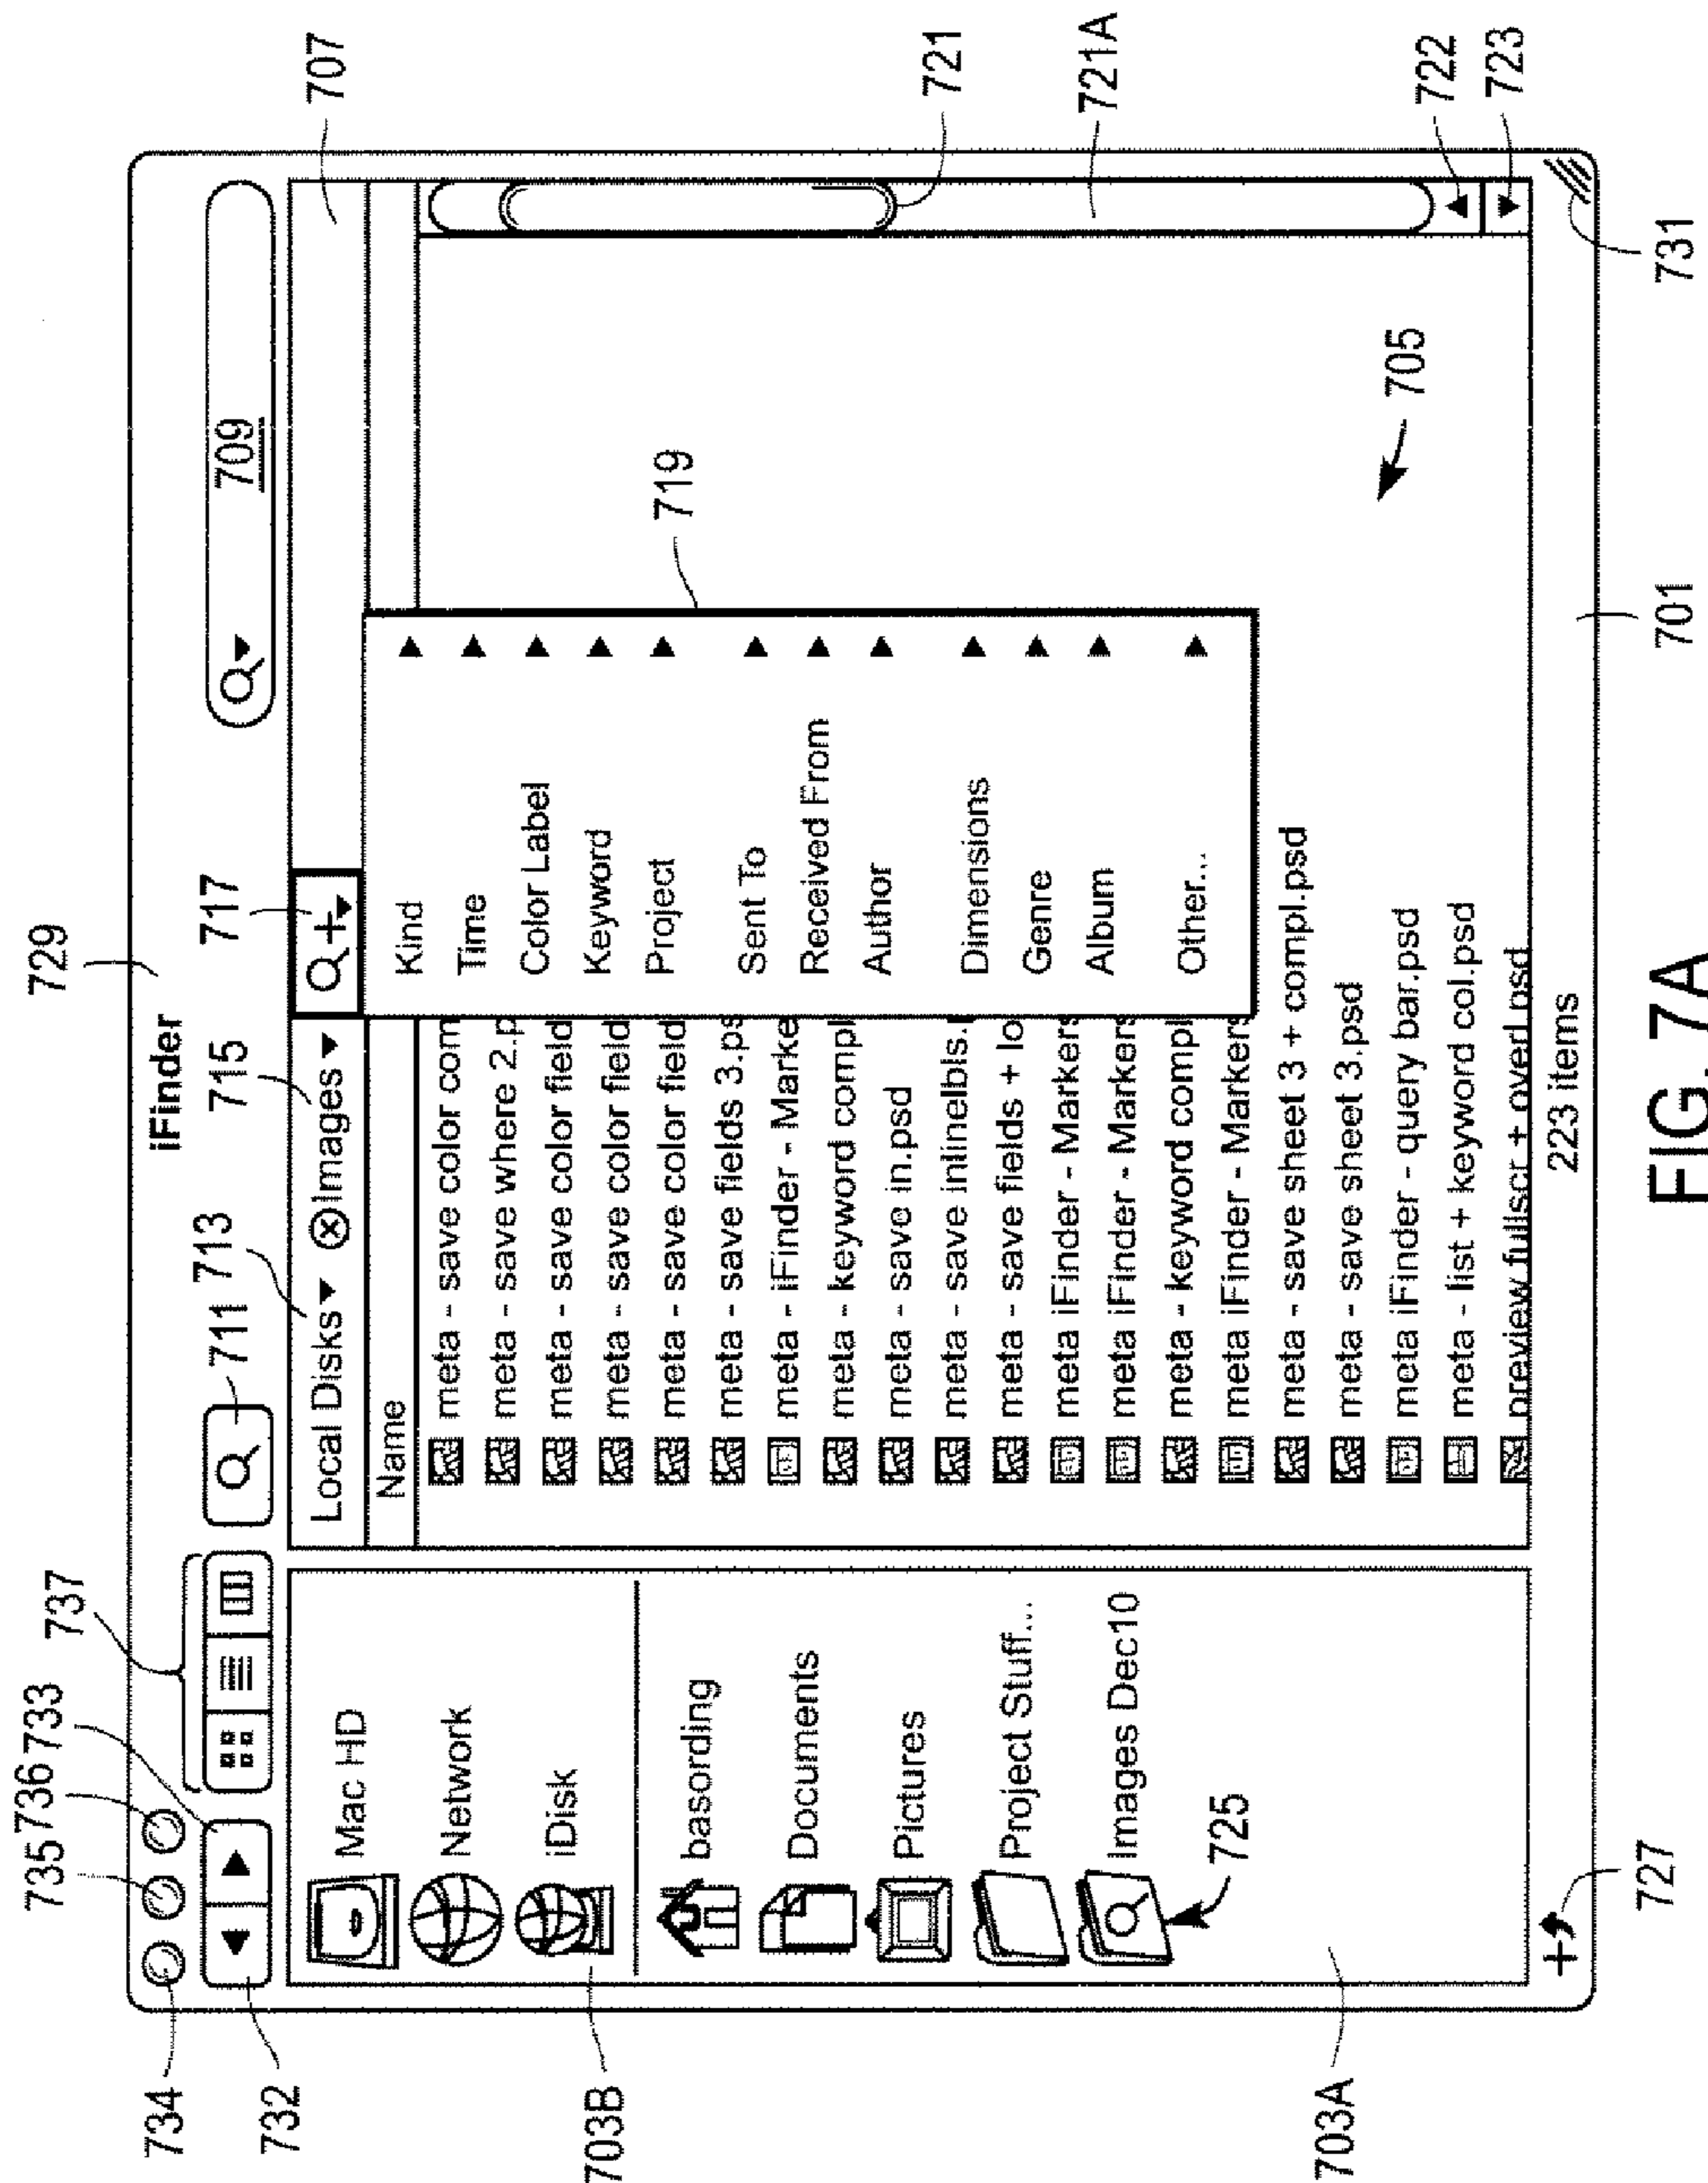 729
iFinder
734
735
736
733
737
711
713
715
717
709
707
732
Local Disks
Images
Name
Mac HD
Network
iDisk
703B
basording
Documents
Pictures
Project Stuff...
Images Dec10
725
703A
meta - save color com
meta - save where 2.p
meta - save color field
meta - save color field
meta - save color field
meta - save fields 3.ps
meta - iFinder - Marke
meta - keyword compl
meta - save in.psd
meta - save inlinelbls.
meta - save fields + lo
meta iFinder - Markers
meta iFinder - Markers
meta - keyword compl
meta iFinder - Markers
meta - save sheet 3 + compl.psd
meta - save sheet 3.psd
meta iFinder - query bar.psd
meta - list + keyword col.psd
preview fullscr + overl.psd
Kind
Time
Color Label
Keyword
Project
Sent To
Received From
Author
Dimensions
Genre
Album
Other...
719
705
721
721A
722
723
223 items
727
701
731
FIG. 7A